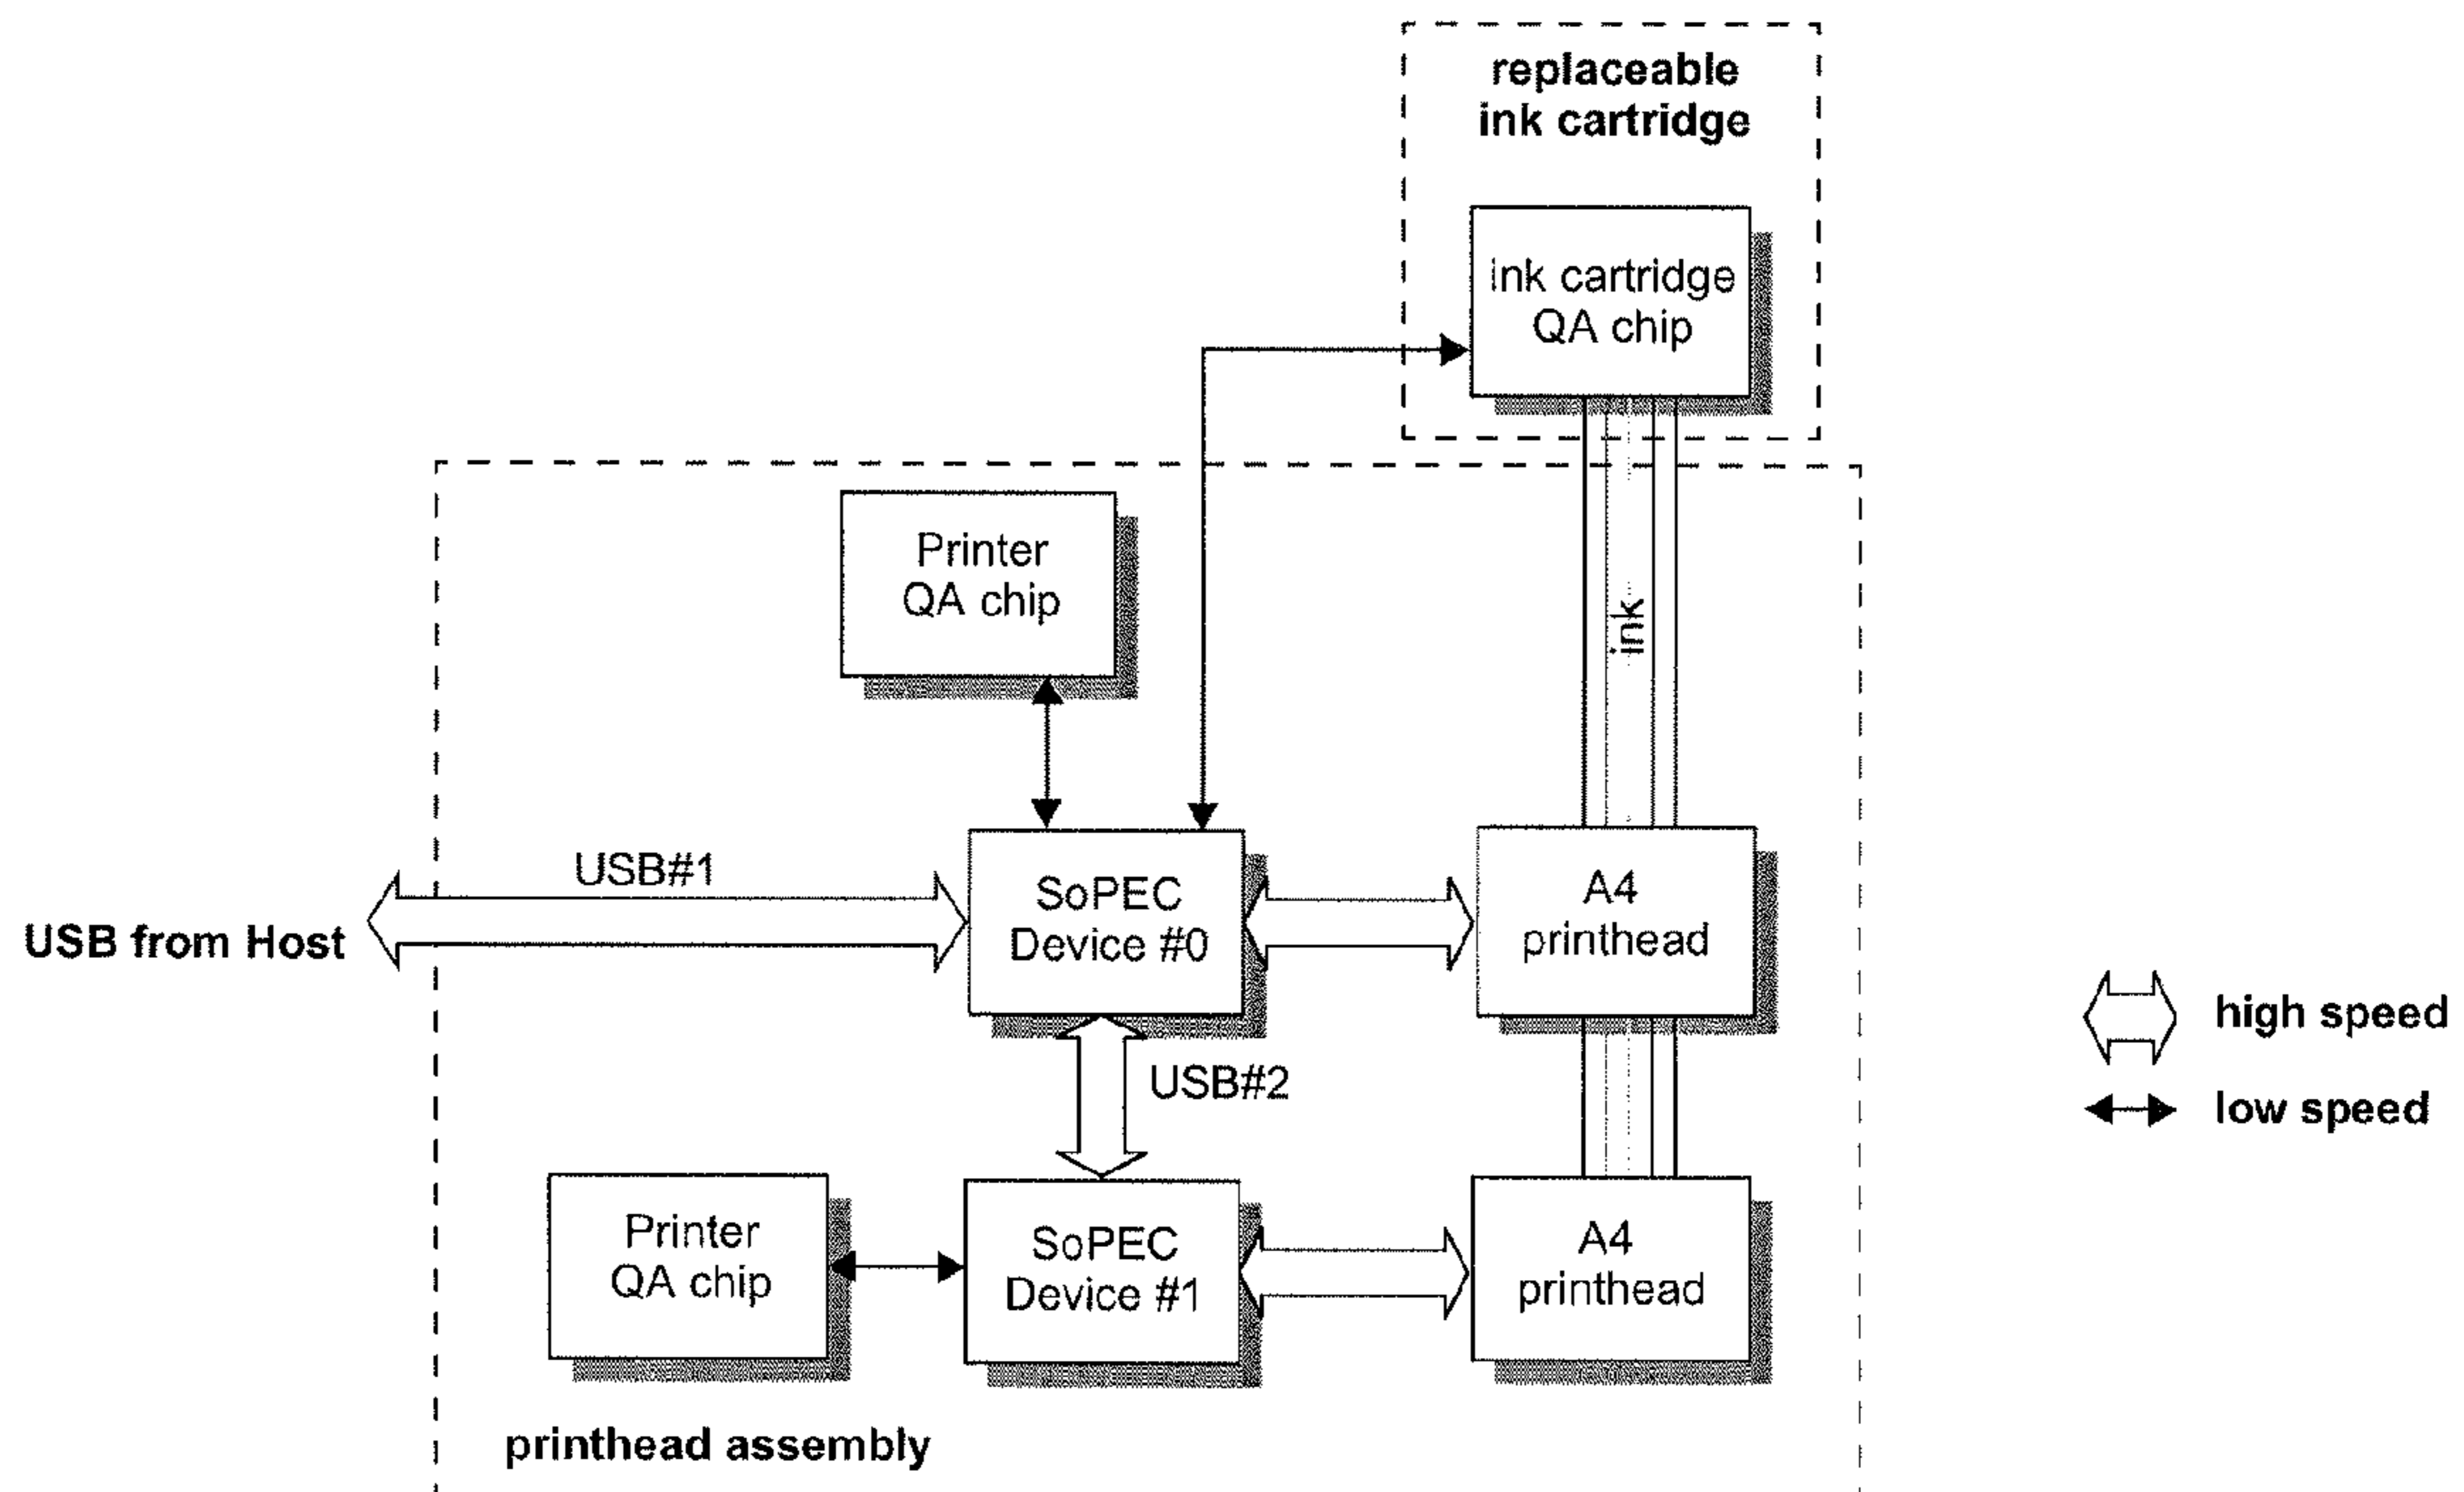 replaceable
ink cartridge
ink cartridge
QA chip
Printer
QA chip
ink
USB#1
USB from Host
SoPEC
Device #0
A4
printhead
high speed
low speed
USB#2
Printer
QA chip
SoPEC
Device #1
A4
printhead
printhead assembly